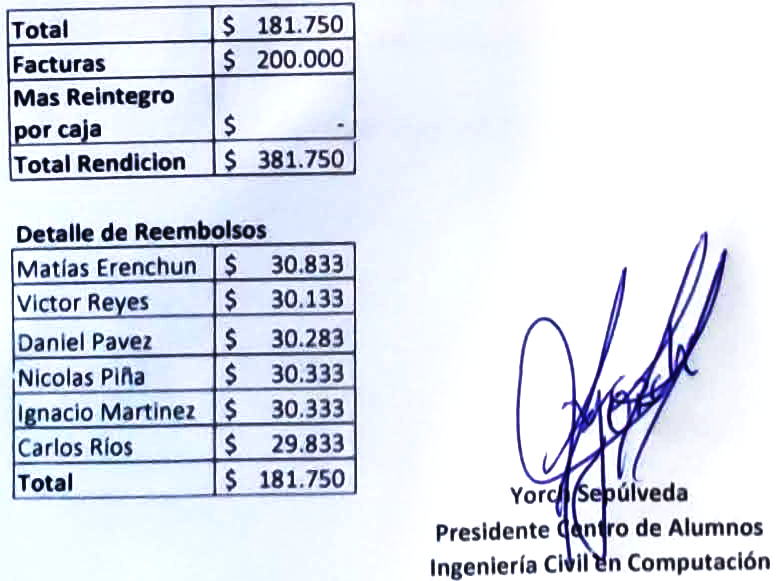 Total $ 181.750
Facturas $ 200.000
Mas Reintegro
por caja $ -
Total Rendicion $ 381.750
Detalle de Reembolsos
Matías Erenchun $ 30.833
Victor Reyes $ 30.133
Daniel Pavez $ 30.283
Nicolas Piña $ 30.333
Ignacio Martinez $ 30.333
Carlos Ríos $ 29.833
Total $ 181.750
Yorch Sepúlveda
Presidente Centro de Alumnos
Ingeniería Civil en Computación